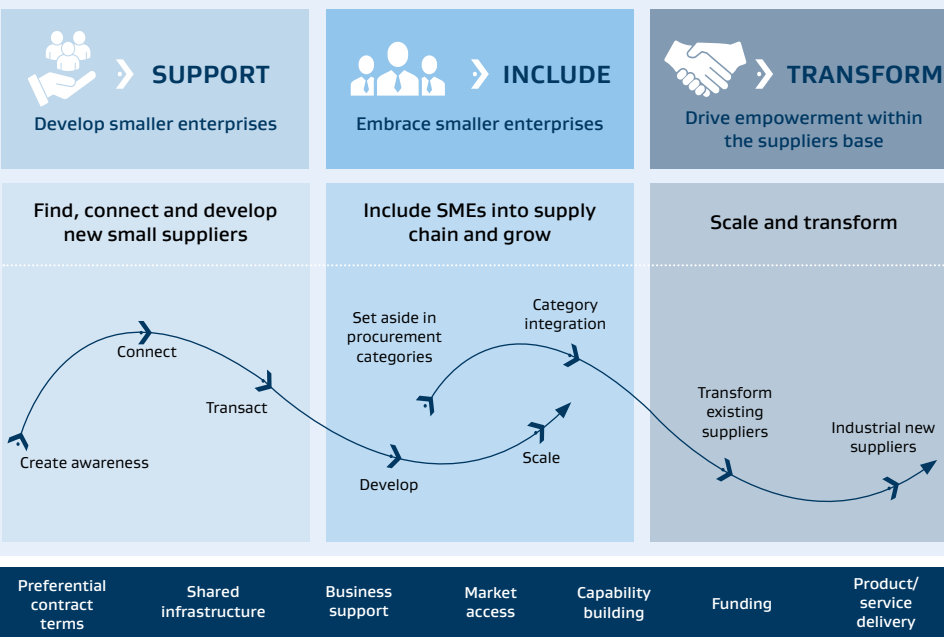 SUPPORT
Develop smaller enterprises
INCLUDE
Embrace smaller enterprises
TRANSFORM
Drive empowerment within
the suppliers base
Find, connect and develop
new small suppliers
Include SMEs into supply
chain and grow
Scale and transform
Create awareness
Connect
Transact
Develop
Scale
Set aside in
procurement
categories
Category
integration
Transform
existing
suppliers
Industrial new
suppliers
Preferential
contract
terms
Shared
infrastructure
Business
support
Market
access
Capability
building
Funding
Product/
service
delivery